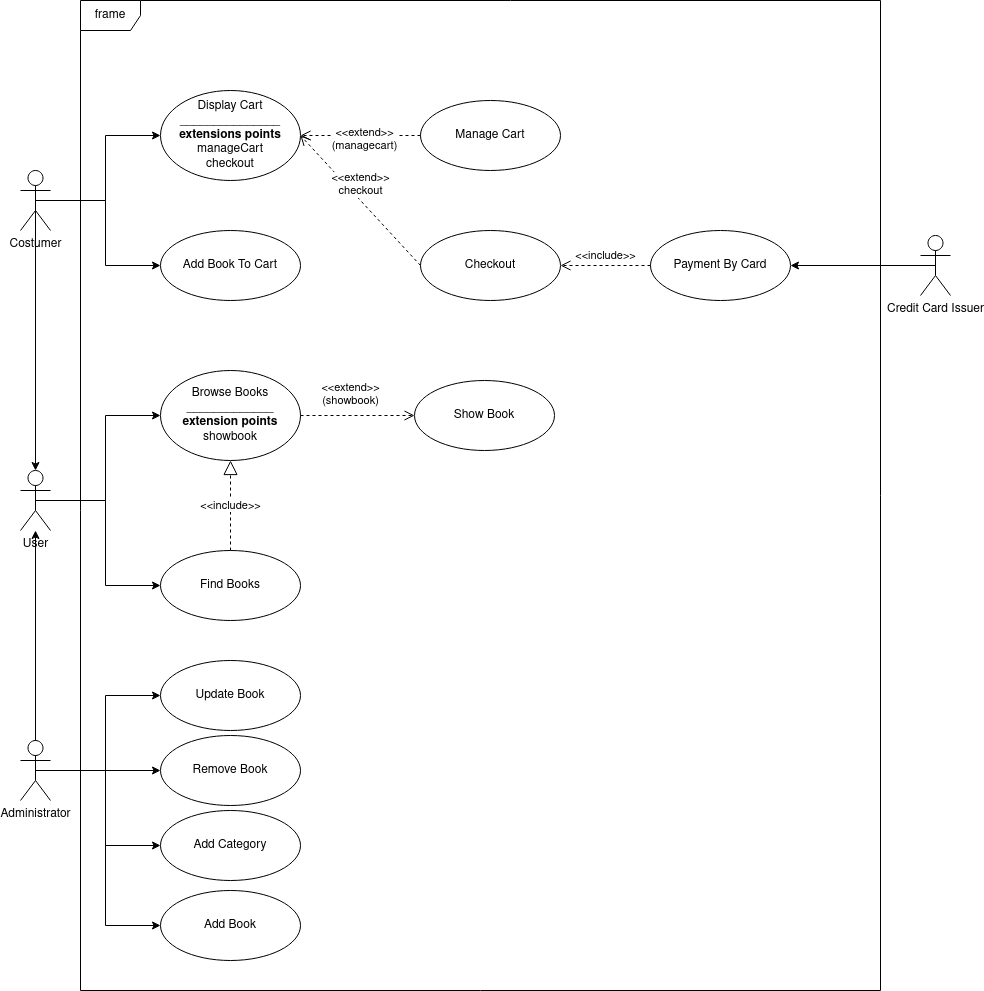 frame
Display Cart
extensions points
manageCart
checkout
<<extend>>
(managecart)
Manage Cart
<<extend>>
checkout
Costumer
Add Book To Cart
Checkout
<<include>>
Payment By Card
Credit Card Issuer
Browse Books
extension points
showbook
<<extend>>
(showbook)
Show Book
<<include>>
User
Find Books
Update Book
Remove Book
Administrator
Add Category
Add Book